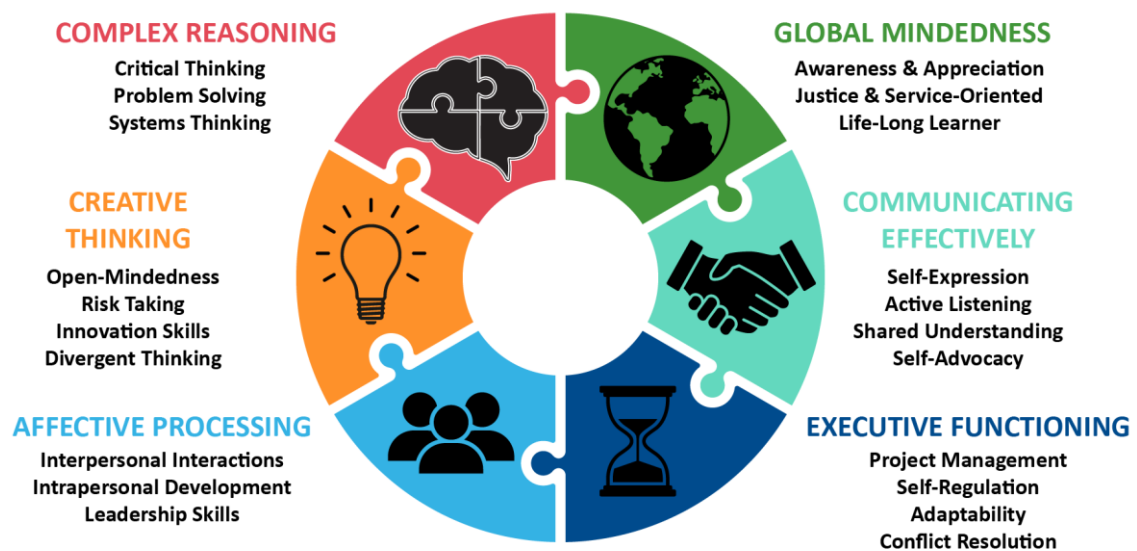 COMPLEX REASONING
Critical Thinking
Problem Solving
Systems Thinking
GLOBAL MINDEDNESS
Awareness & Appreciation
Justice & Service-Oriented
Life-Long Learner
CREATIVE
THINKING
Open-Mindedness
Risk Taking
Innovation Skills
Divergent Thinking
COMMUNICATING
EFFECTIVELY
Self-Expression
Active Listening
Shared Understanding
Self-Advocacy
AFFECTIVE PROCESSING
Interpersonal Interactions
Intrapersonal Development
Leadership Skills
EXECUTIVE FUNCTIONING
Project Management
Self-Regulation
Adaptability
Conflict Resolution